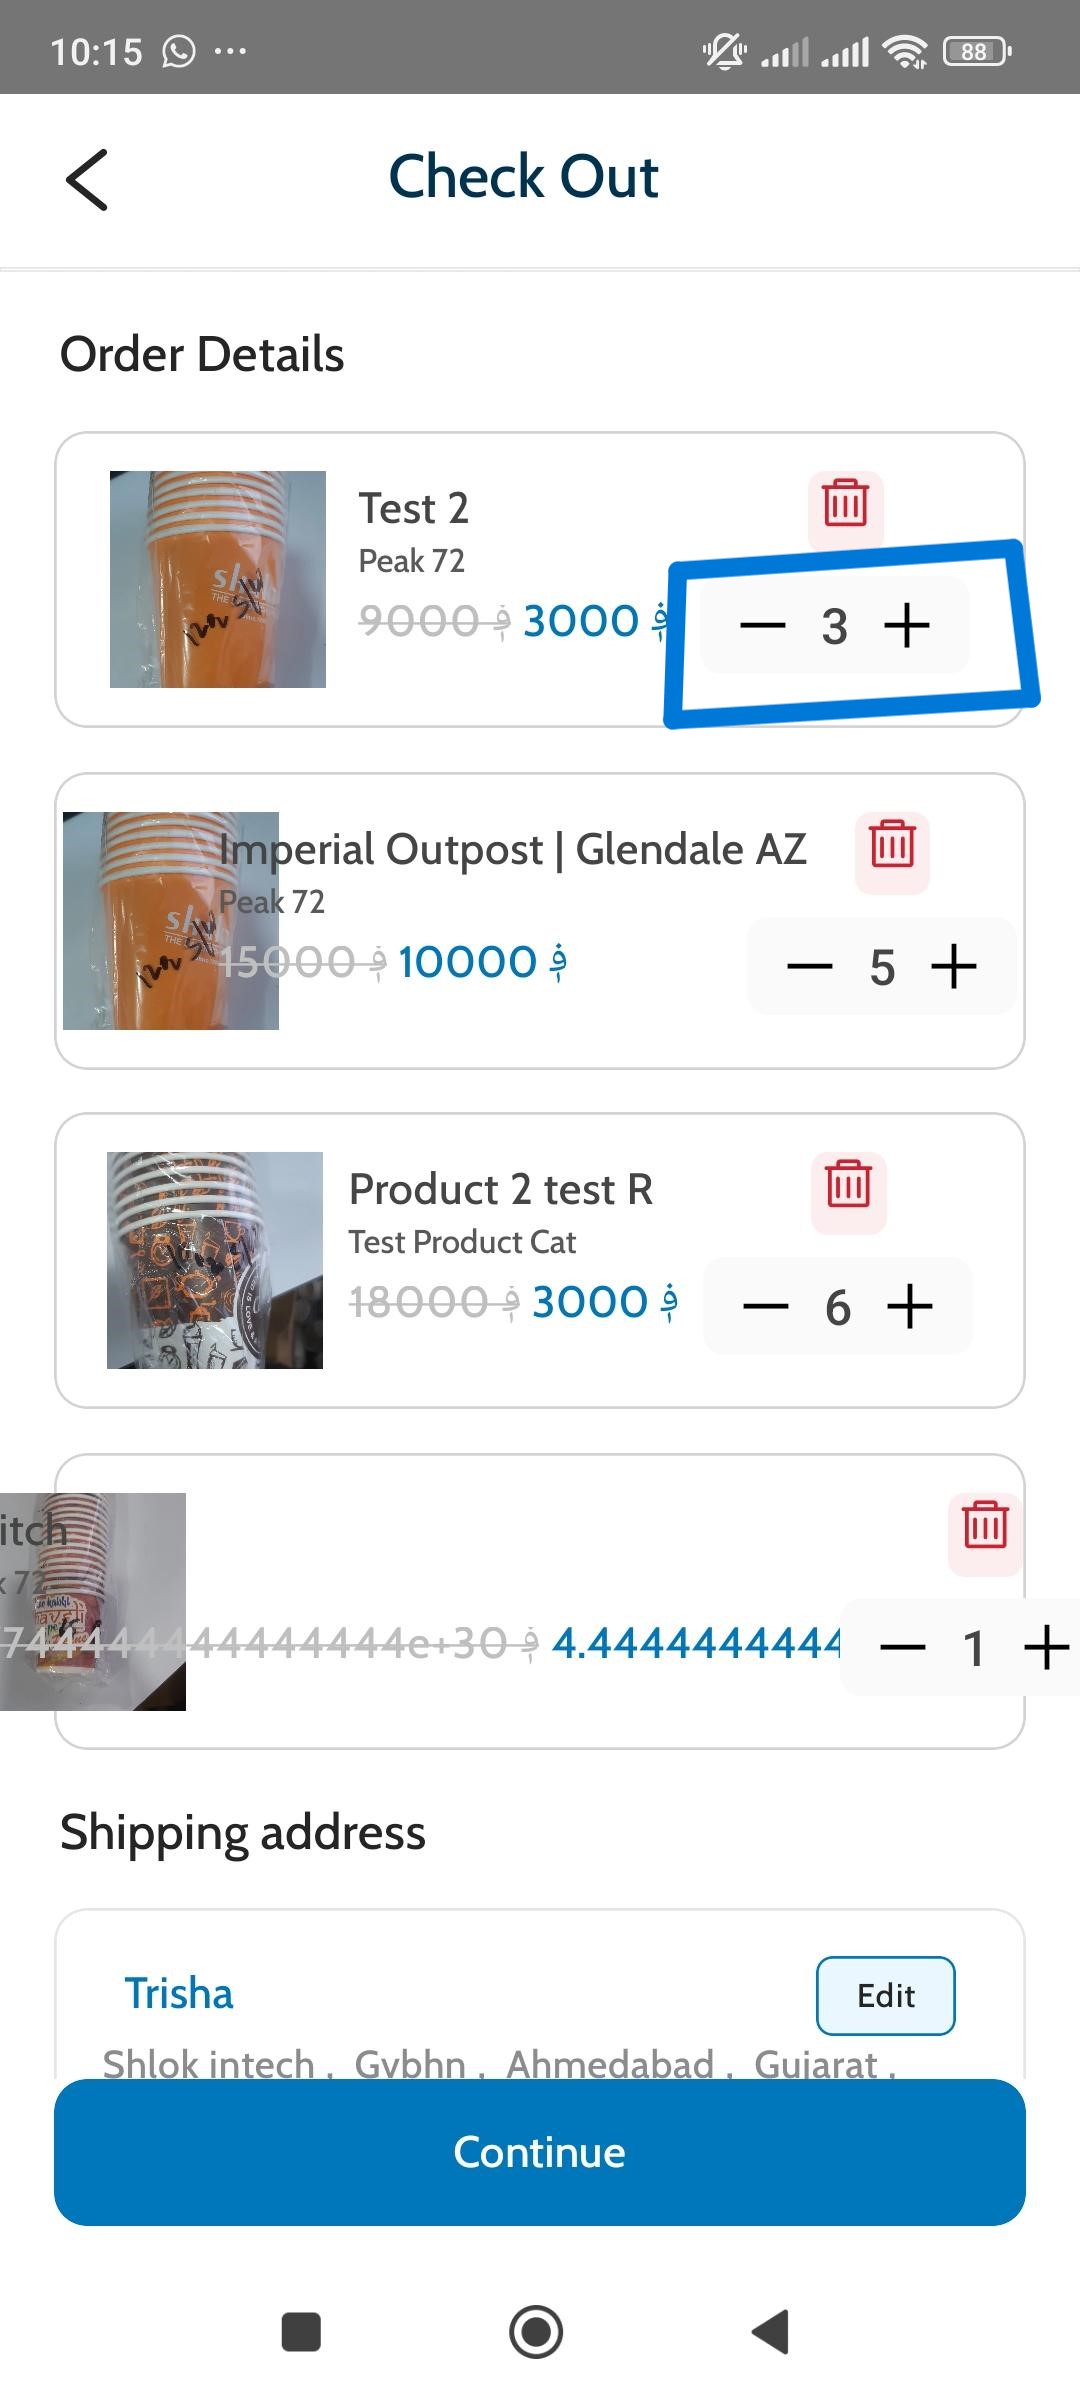 10:15
88
Check Out
Order Details
Test 2
Peak 72
9000 ؋ 3000 ؋
3
Imperial Outpost | Glendale AZ
Peak 72
15000 ؋ 10000 ؋
5
Product 2 test R
Test Product Cat
18000 ؋ 3000 ؋
6
itch
72
744444444444444e+30 ؋ 4.4444444444
1
Shipping address
Trisha
Edit
Shlok intech , Gvbhn , Ahmedabad , Gujarat ,
Continue